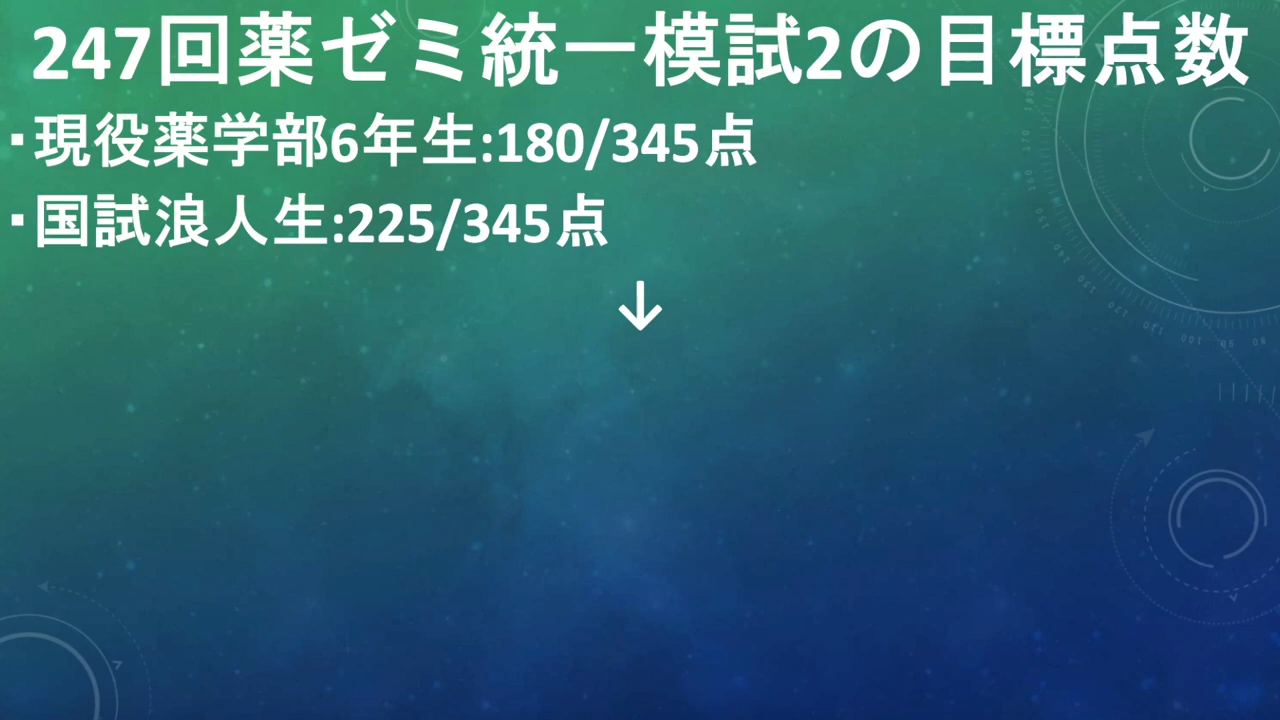 247回薬ゼミ統一模試2の目標点数
・現役薬学部6年生:180/345点
・国試浪人生:225/345点
↓